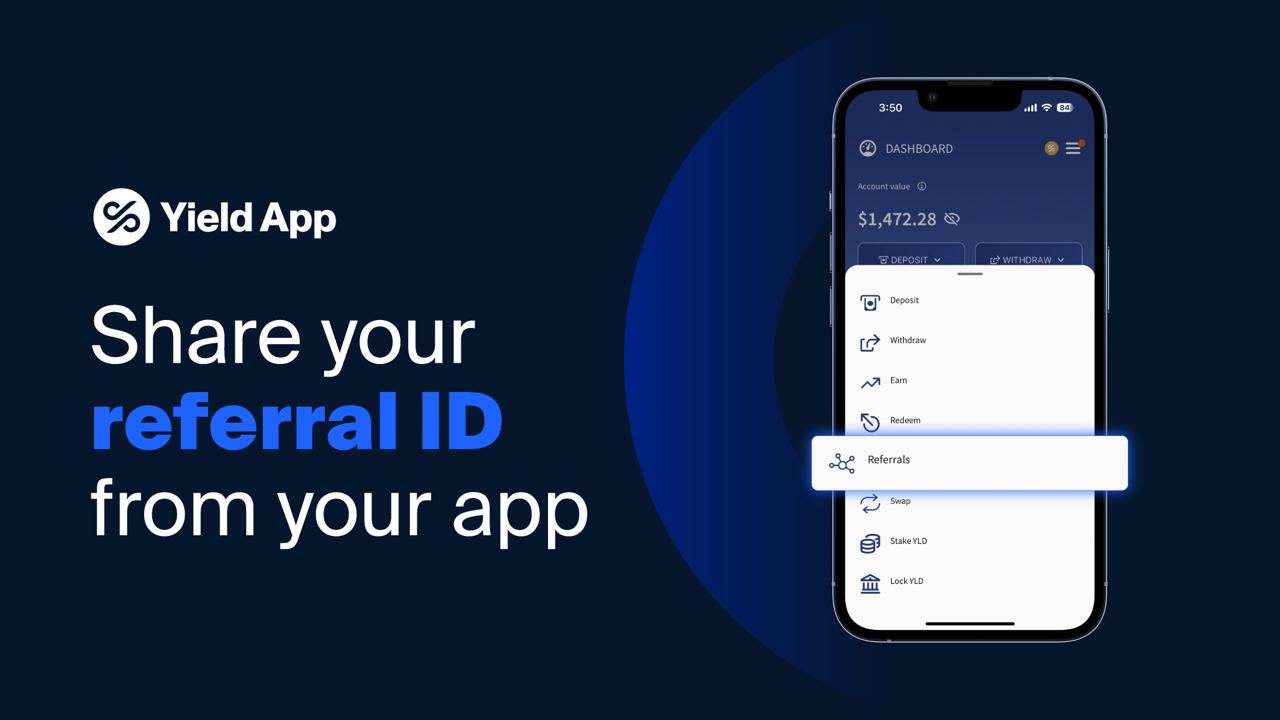 Yield App
Share your
referral ID
from your app
3:50
84
DASHBOARD
Account value
$1,472.28
DEPOSIT
WITHDRAW
Deposit
Withdraw
Earn
Redeem
Referrals
Swap
Stake YLD
Lock YLD